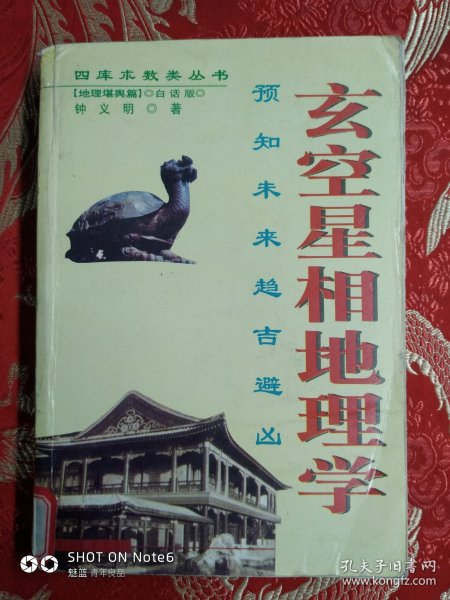 四库术数类丛书
【地理堪舆篇】◎白话版◎
钟义明◎著
玄空星相地理学
预知未来趋吉避凶
SHOT ON Note6
魅蓝 青年良品
孔夫子旧书网
www.kongfz.com